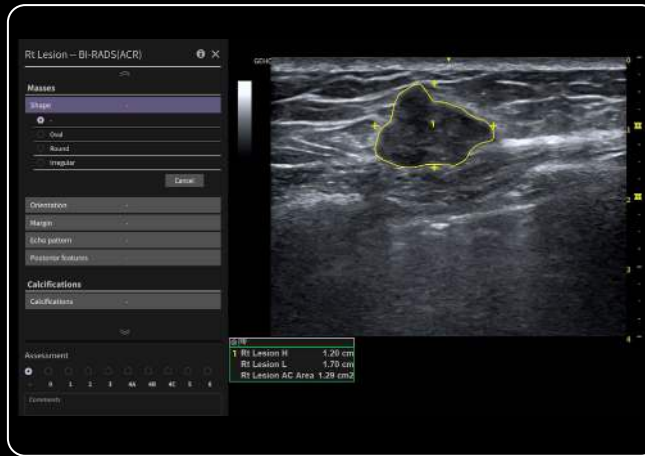 Rt Lesion -- BI-RADS(ACR)
Masses
Shape -
-
Oval
Round
Irregular
Cancel
Orientation -
Margin -
Echo pattern -
Posterior features -
Calcifications
Calcifications -
Assessment
- 0 1 2 3 4A 4B 4C 5 6
Comments
0
1
1
2
3
4
1 Rt Lesion H 1.20 cm
Rt Lesion L 1.70 cm
Rt Lesion AC Area 1.29 cm2